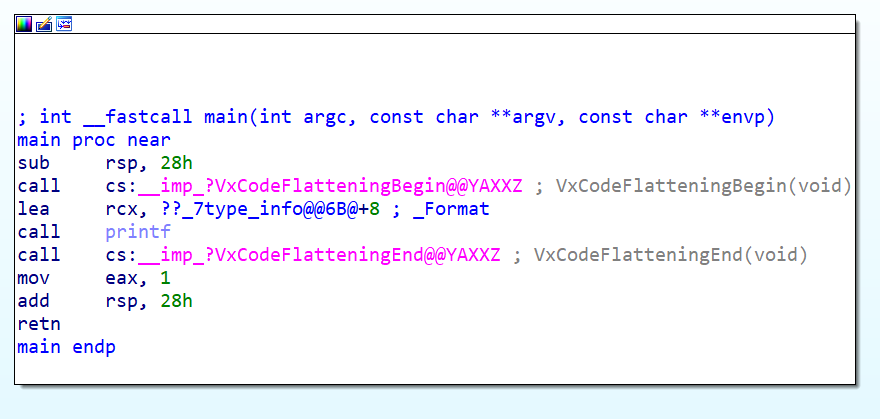 ; int __fastcall main(int argc, const char **argv, const char **envp)
main proc near
sub     rsp, 28h
call    cs:__imp_?VxCodeFlatteningBegin@@YAXXZ ; VxCodeFlatteningBegin(void)
lea     rcx, ??_7type_info@@6B@+8 ; _Format
call    printf
call    cs:__imp_?VxCodeFlatteningEnd@@YAXXZ ; VxCodeFlatteningEnd(void)
mov     eax, 1
add     rsp, 28h
retn
main endp